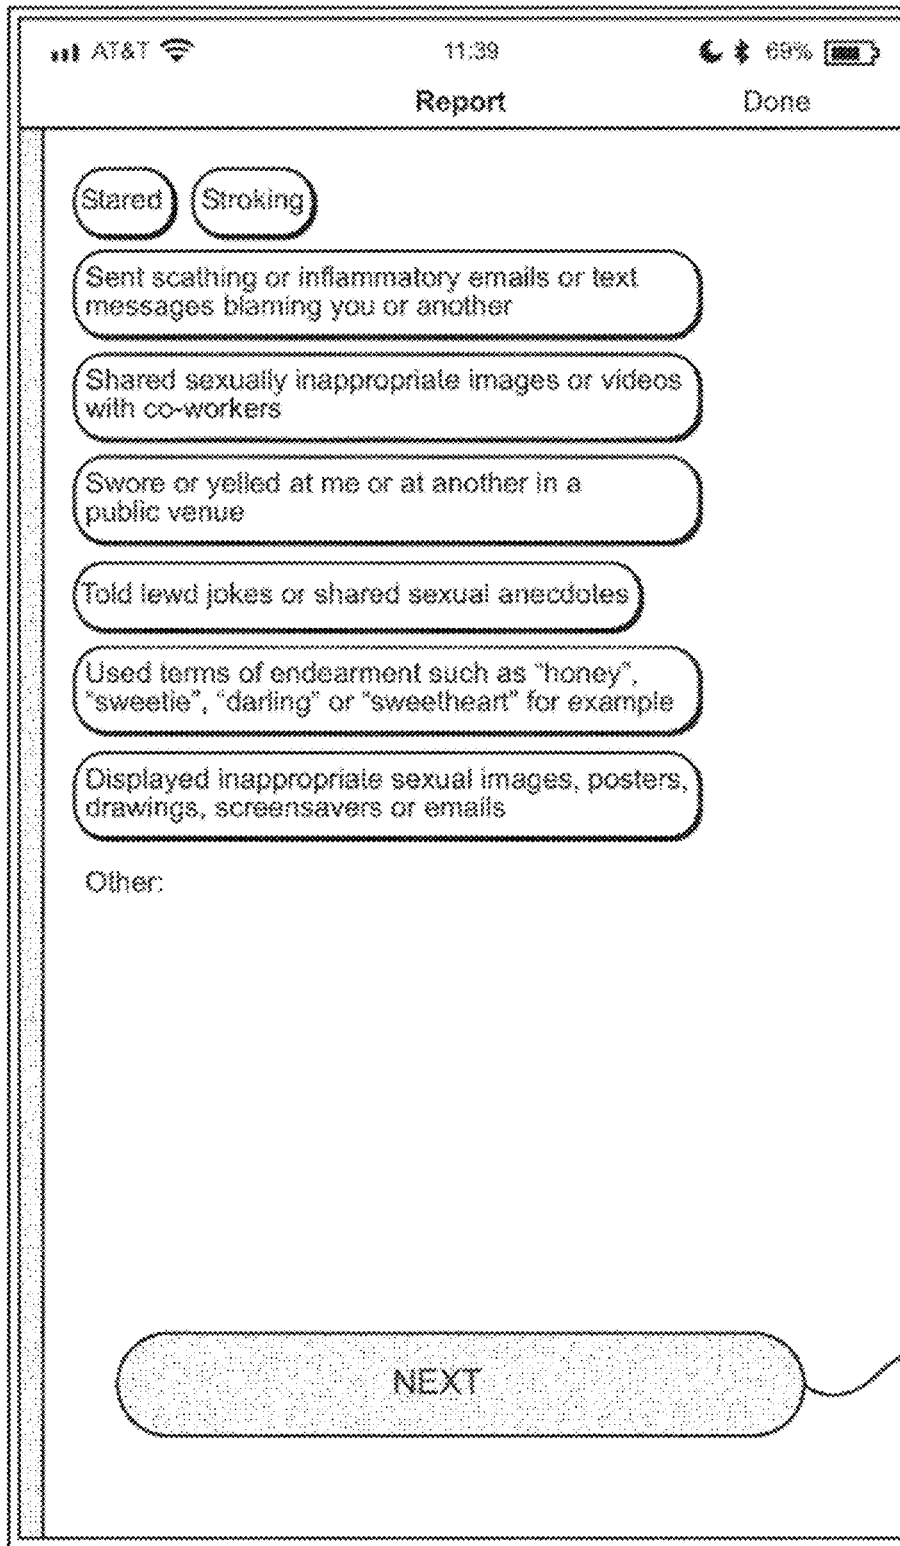 AT&T 11:39 69%
Report Done
Stared Stroking
Sent scathing or inflammatory emails or text
messages blaming you or another
Shared sexually inappropriate images or videos
with co-workers
Swore or yelled at me or at another in a
public venue
Told lewd jokes or shared sexual anecdotes
Used terms of endearment such as "honey",
"sweetie", "darling" or "sweetheart" for example
Displayed inappropriate sexual images, posters,
drawings, screensavers or emails
Other:
NEXT